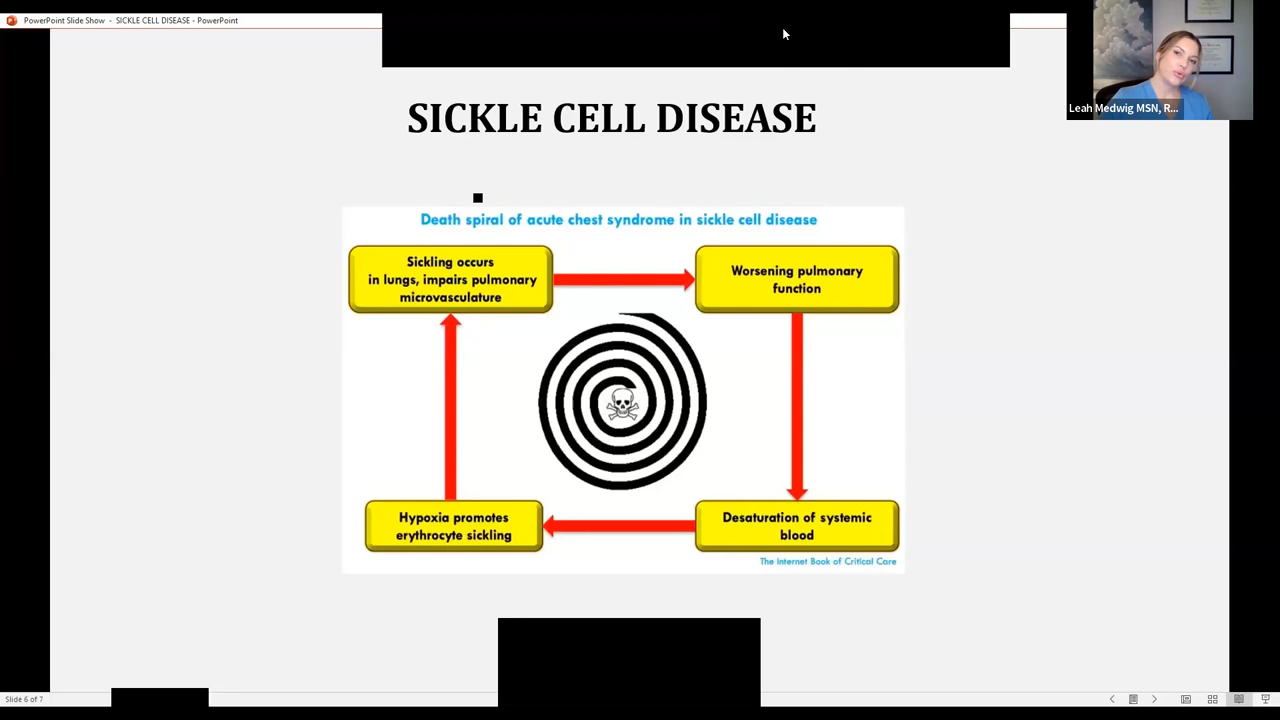 PowerPoint Slide Show - SICKLE CELL DISEASE - PowerPoint
Leah Medwig MSN, R...
SICKLE CELL DISEASE
Death spiral of acute chest syndrome in sickle cell disease
Sickling occurs
in lungs, impairs pulmonary
microvasculature
Worsening pulmonary
function
Hypoxia promotes
erythrocyte sickling
Desaturation of systemic
blood
The Internet Book of Critical Care
Slide 6 of 7